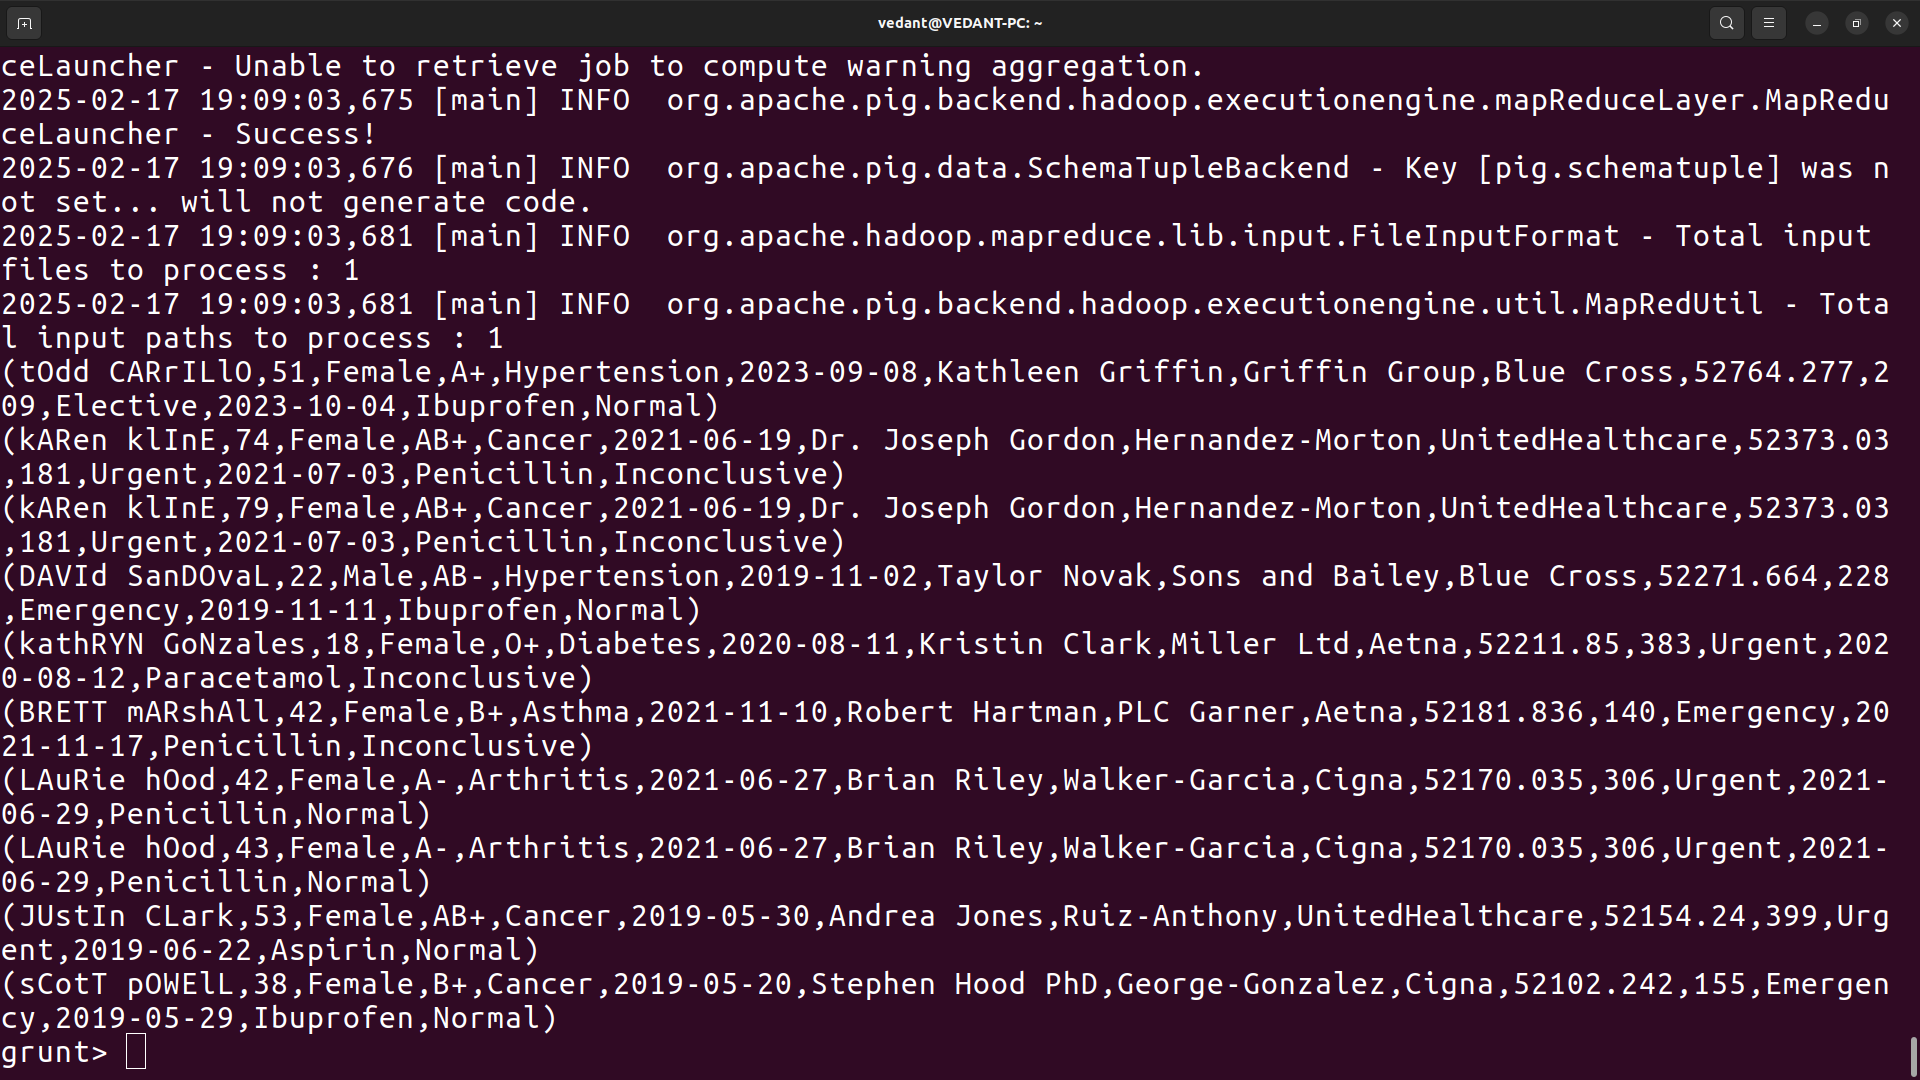 vedant@VEDANT-PC: ~
ceLauncher - Unable to retrieve job to compute warning aggregation.
2025-02-17 19:09:03,675 [main] INFO  org.apache.pig.backend.hadoop.executionengine.mapReduceLayer.MapRedu
ceLauncher - Success!
2025-02-17 19:09:03,676 [main] INFO  org.apache.pig.data.SchemaTupleBackend - Key [pig.schematuple] was n
ot set... will not generate code.
2025-02-17 19:09:03,681 [main] INFO  org.apache.hadoop.mapreduce.lib.input.FileInputFormat - Total input
files to process : 1
2025-02-17 19:09:03,681 [main] INFO  org.apache.pig.backend.hadoop.executionengine.util.MapRedUtil - Tota
l input paths to process : 1
(tOdd CARrILlO,51,Female,A+,Hypertension,2023-09-08,Kathleen Griffin,Griffin Group,Blue Cross,52764.277,2
09,Elective,2023-10-04,Ibuprofen,Normal)
(kARen klInE,74,Female,AB+,Cancer,2021-06-19,Dr. Joseph Gordon,Hernandez-Morton,UnitedHealthcare,52373.03
,181,Urgent,2021-07-03,Penicillin,Inconclusive)
(kARen klInE,79,Female,AB+,Cancer,2021-06-19,Dr. Joseph Gordon,Hernandez-Morton,UnitedHealthcare,52373.03
,181,Urgent,2021-07-03,Penicillin,Inconclusive)
(DAVId SanDOvaL,22,Male,AB-,Hypertension,2019-11-02,Taylor Novak,Sons and Bailey,Blue Cross,52271.664,228
,Emergency,2019-11-11,Ibuprofen,Normal)
(kathRYN GoNzales,18,Female,O+,Diabetes,2020-08-11,Kristin Clark,Miller Ltd,Aetna,52211.85,383,Urgent,202
0-08-12,Paracetamol,Inconclusive)
(BRETT mARshAll,42,Female,B+,Asthma,2021-11-10,Robert Hartman,PLC Garner,Aetna,52181.836,140,Emergency,20
21-11-17,Penicillin,Inconclusive)
(LAuRie hOod,42,Female,A-,Arthritis,2021-06-27,Brian Riley,Walker-Garcia,Cigna,52170.035,306,Urgent,2021-
06-29,Penicillin,Normal)
(LAuRie hOod,43,Female,A-,Arthritis,2021-06-27,Brian Riley,Walker-Garcia,Cigna,52170.035,306,Urgent,2021-
06-29,Penicillin,Normal)
(JUstIn CLark,53,Female,AB+,Cancer,2019-05-30,Andrea Jones,Ruiz-Anthony,UnitedHealthcare,52154.24,399,Urg
ent,2019-06-22,Aspirin,Normal)
(sCotT pOWElL,38,Female,B+,Cancer,2019-05-20,Stephen Hood PhD,George-Gonzalez,Cigna,52102.242,155,Emergen
cy,2019-05-29,Ibuprofen,Normal)
grunt>